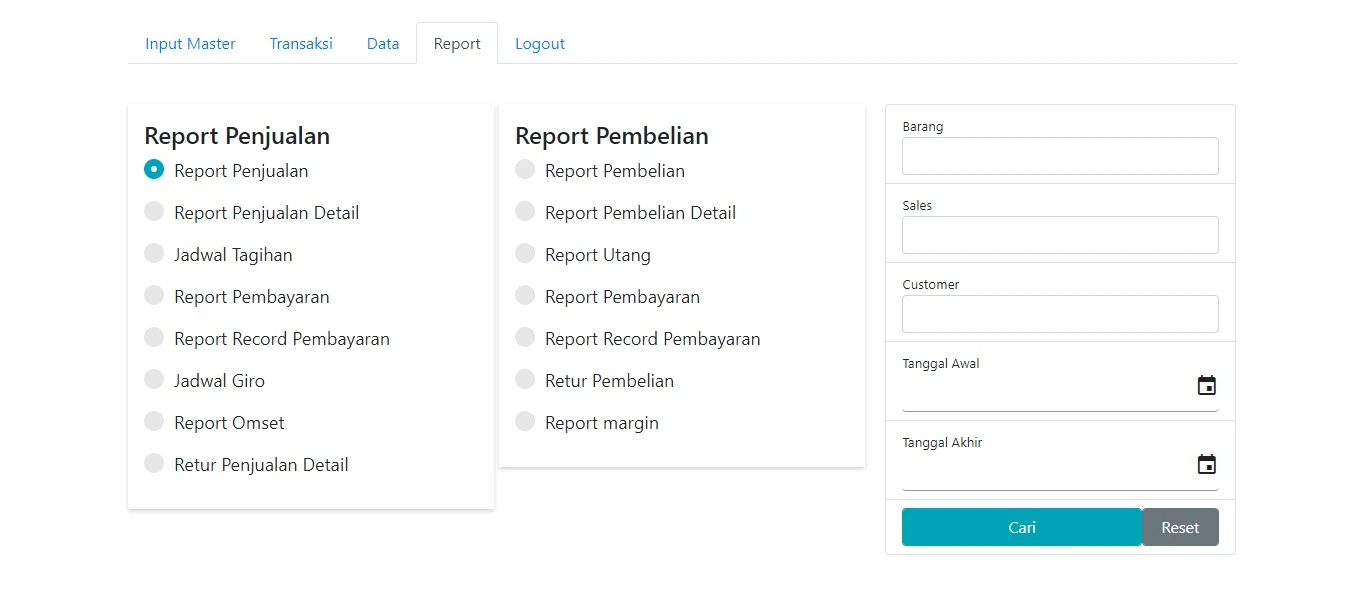 Input Master
Transaksi
Data
Report
Logout
Report Penjualan
Report Penjualan
Report Penjualan Detail
Jadwal Tagihan
Report Pembayaran
Report Record Pembayaran
Jadwal Giro
Report Omset
Retur Penjualan Detail
Report Pembelian
Report Pembelian
Report Pembelian Detail
Report Utang
Report Pembayaran
Report Record Pembayaran
Retur Pembelian
Report margin
Barang
Sales
Customer
Tanggal Awal
Tanggal Akhir
Cari
Reset